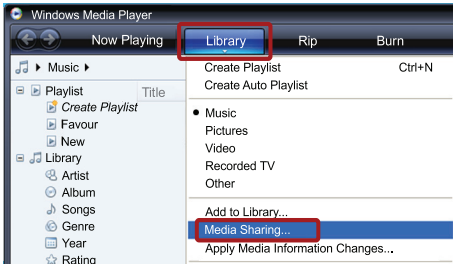 Windows Media Player
Now Playing Library Rip Burn
Music
Playlist Title
Create Playlist
Favour
New
Library
Artist
Album
Songs
Genre
Year
Rating
Create Playlist Ctrl+N
Create Auto Playlist
Music
Pictures
Video
Recorded TV
Other
Add to Library...
Media Sharing...
Apply Media Information Changes...